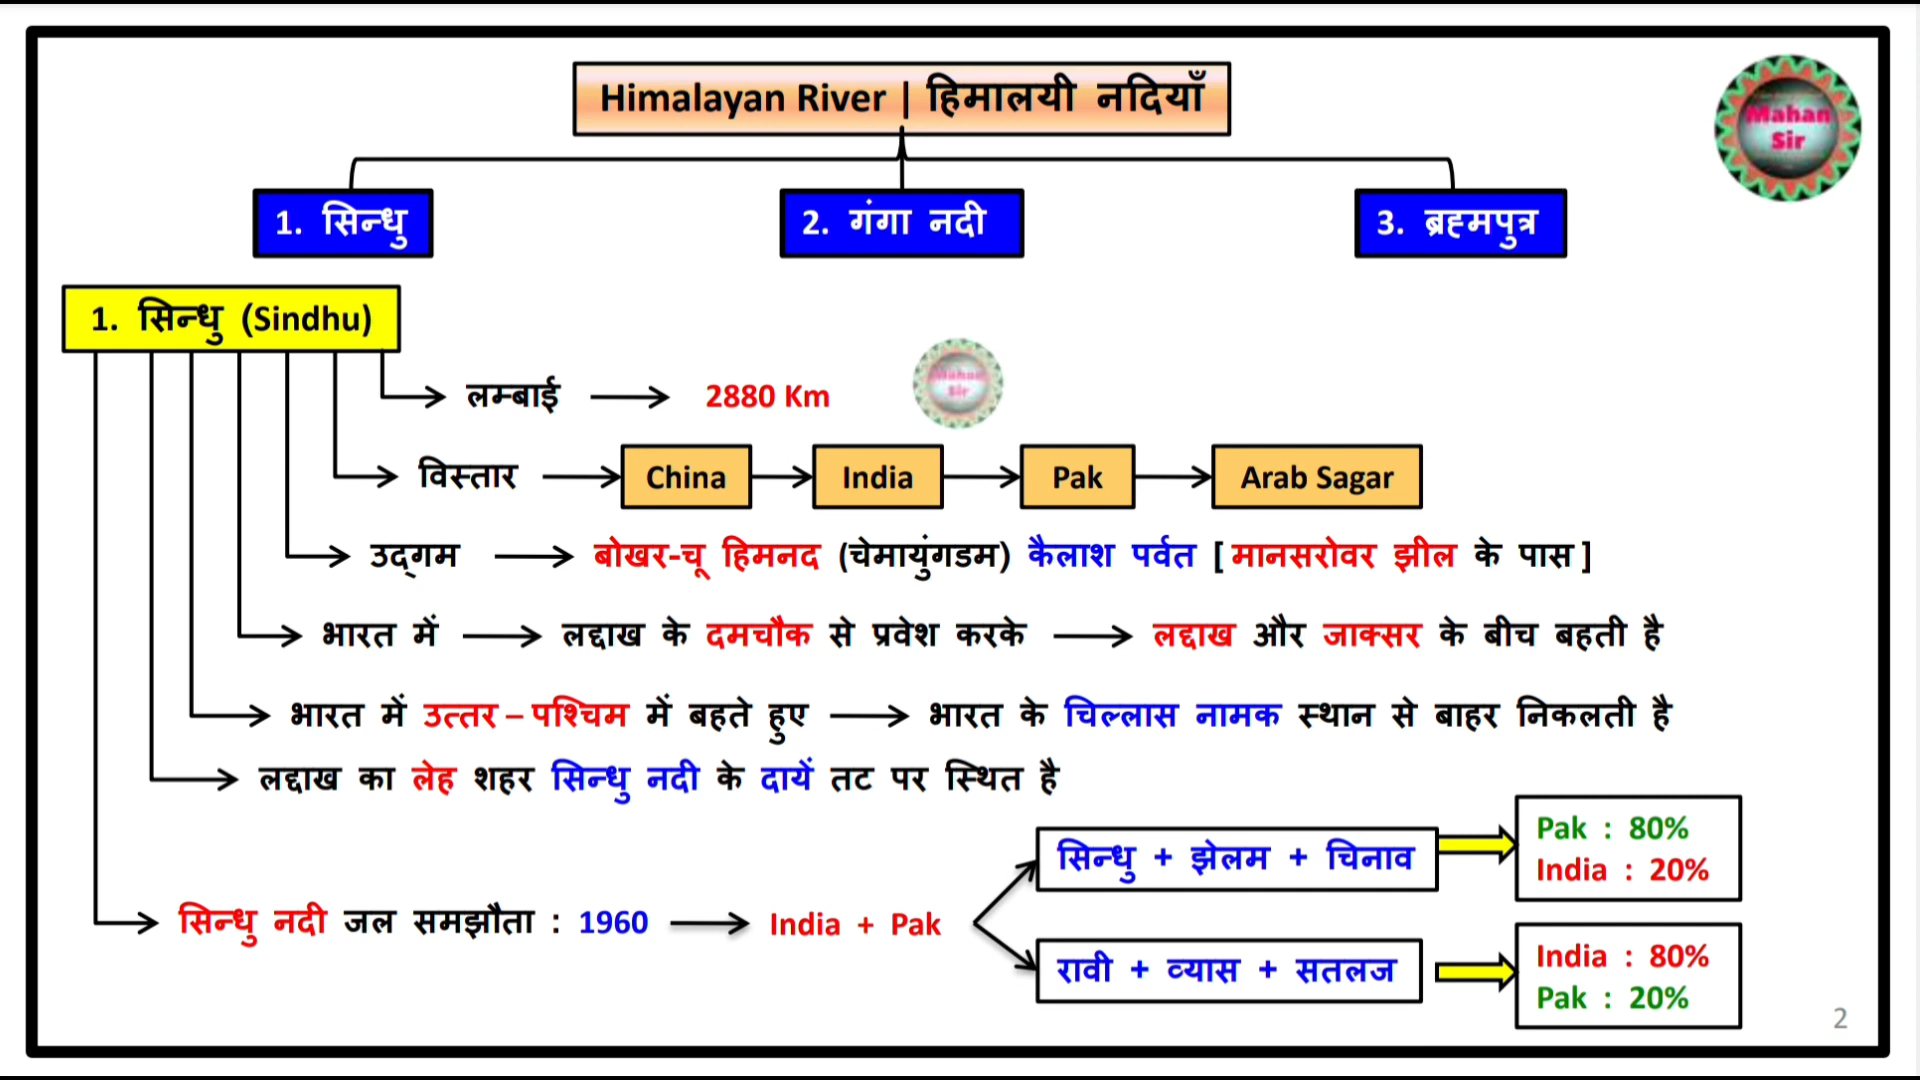 Himalayan River | हिमालयी नदियाँ
Mahan
Sir
1. सिन्धु
2. गंगा नदी
3. ब्रह्मपुत्र
1. सिन्धु (Sindhu)
लम्बाई 2880 Km
Mahan
Sir
विस्तार China India Pak Arab Sagar
उद्गम बोखर-चू हिमनद (चेमायुंगडम) कैलाश पर्वत [मानसरोवर झील के पास]
भारत में लद्दाख के दमचौक से प्रवेश करके लद्दाख और जाक्सर के बीच बहती है
भारत में उत्तर – पश्चिम में बहते हुए भारत के चिल्लास नामक स्थान से बाहर निकलती है
लद्दाख का लेह शहर सिन्धु नदी के दायें तट पर स्थित है
सिन्धु नदी जल समझौता : 1960 India + Pak
सिन्धु + झेलम + चिनाव
Pak : 80%
India : 20%
रावी + व्यास + सतलज
India : 80%
Pak : 20%
2